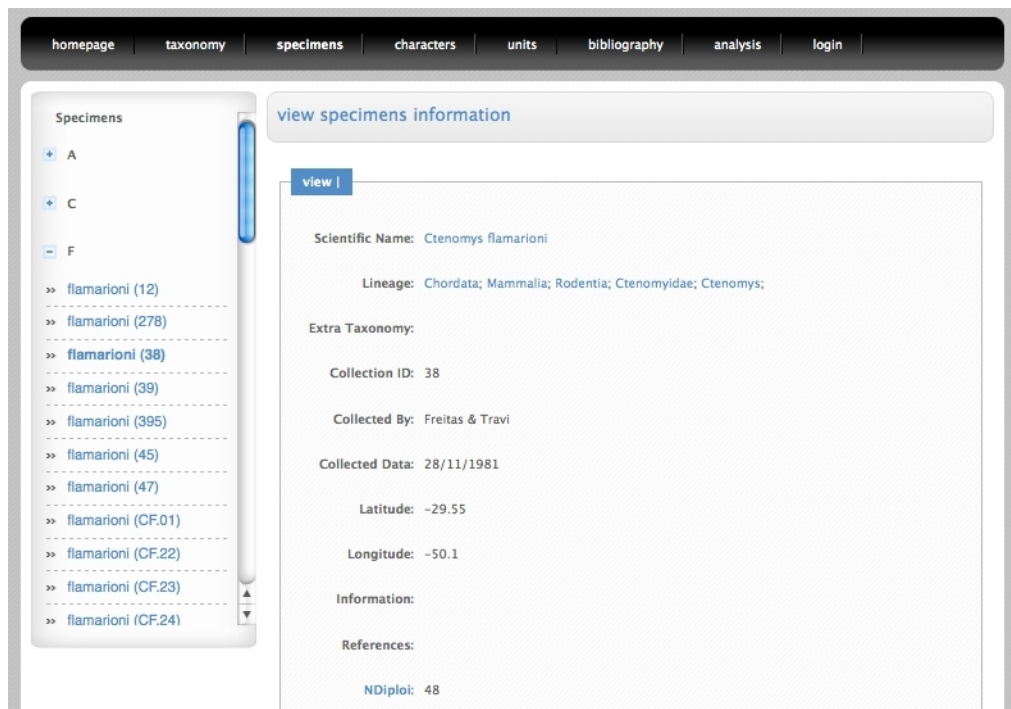 homepage taxonomy specimens characters units bibliography analysis login
Specimens
+ A
+ C
- F
» flamarioni (12)
» flamarioni (278)
» flamarioni (38)
» flamarioni (39)
» flamarioni (395)
» flamarioni (45)
» flamarioni (47)
» flamarioni (CF.01)
» flamarioni (CF.22)
» flamarioni (CF.23)
» flamarioni (CF.24)
view specimens information
view |
Scientific Name: Ctenomys flamarioni
Lineage: Chordata; Mammalia; Rodentia; Ctenomyidae; Ctenomys;
Extra Taxonomy:
Collection ID: 38
Collected By: Freitas & Travi
Collected Data: 28/11/1981
Latitude: -29.55
Longitude: -50.1
Information:
References:
NDiploi: 48